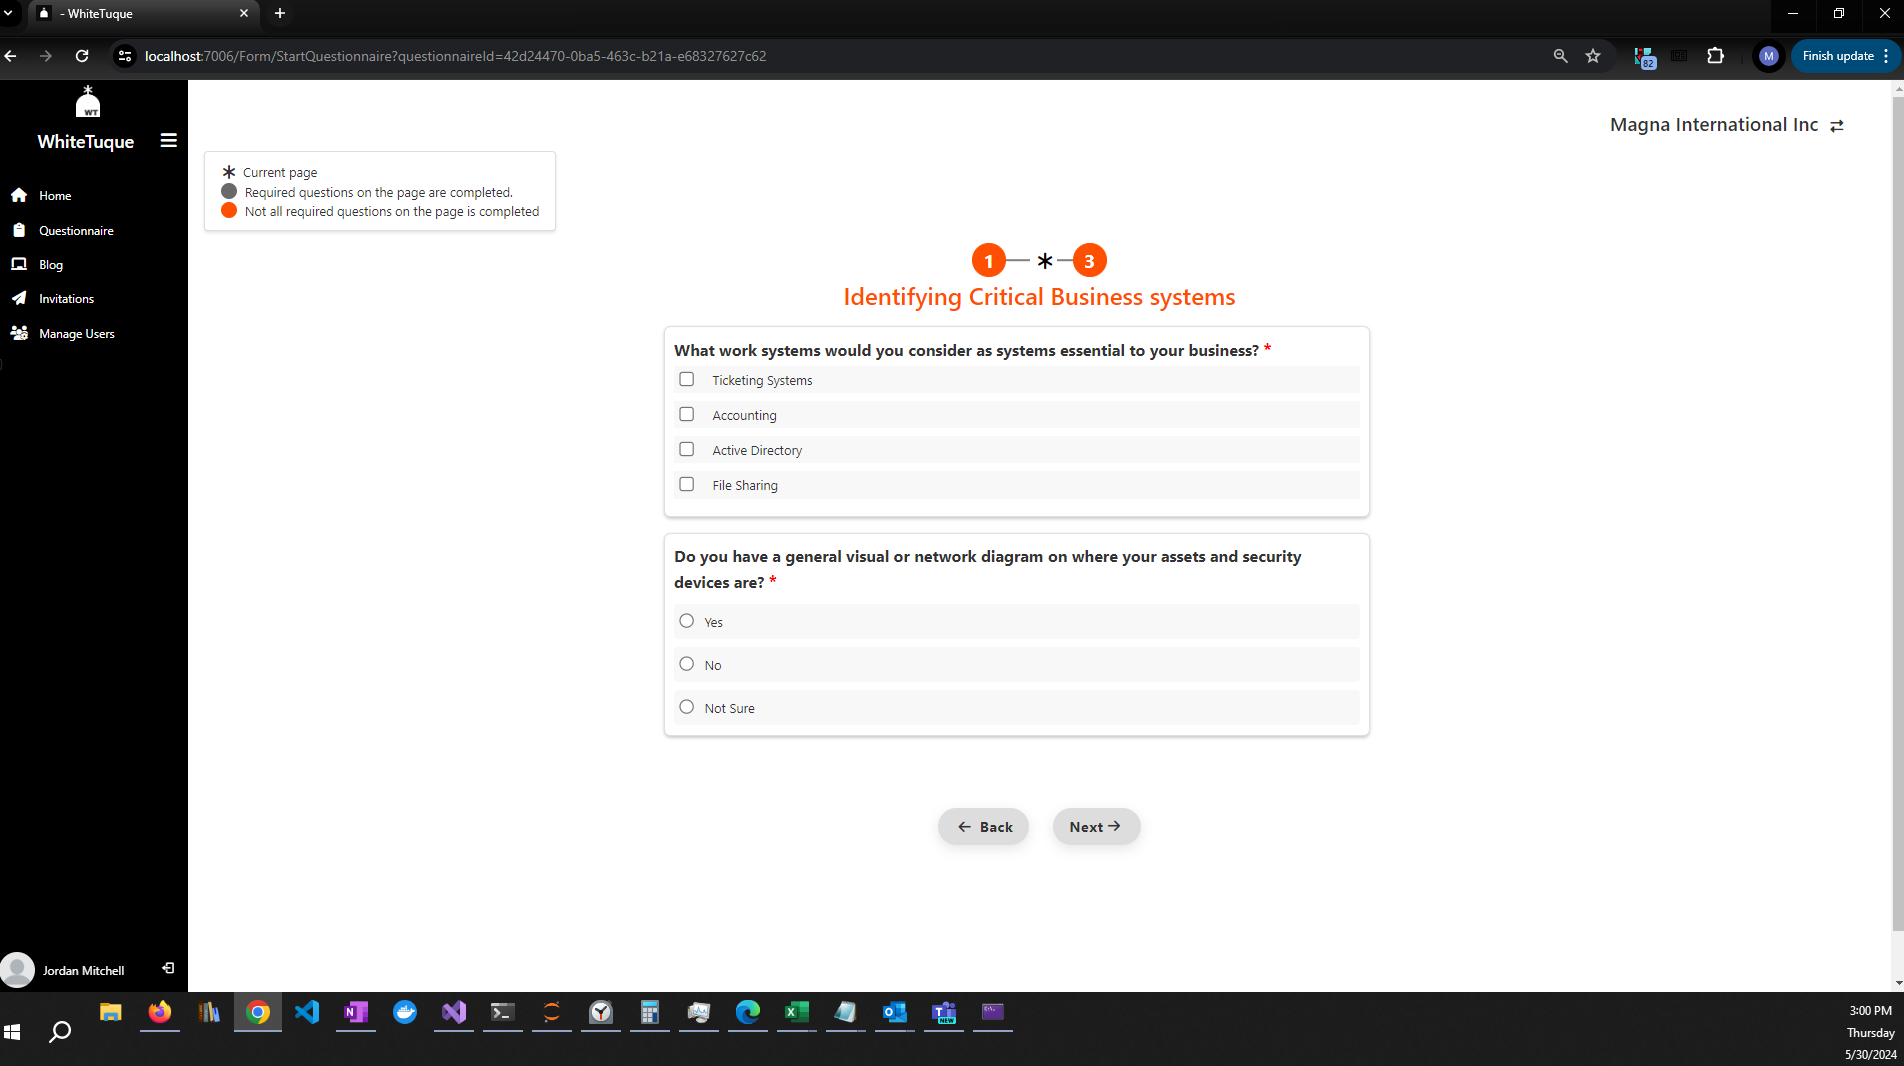 - WhiteTuque
localhost:7006/Form/StartQuestionnaire?questionnaireId=42d24470-0ba5-463c-b21a-e68327627c62
82
M
Finish update
WT
WhiteTuque
Home
Questionnaire
Blog
Invitations
Manage Users
Jordan Mitchell
Magna International Inc
Current page
Required questions on the page are completed.
Not all required questions on the page is completed
1
3
Identifying Critical Business systems
What work systems would you consider as systems essential to your business? *
Ticketing Systems
Accounting
Active Directory
File Sharing
Do you have a general visual or network diagram on where your assets and security
devices are? *
Yes
No
Not Sure
Back
Next
NEW
3:00 PM
Thursday
5/30/2024